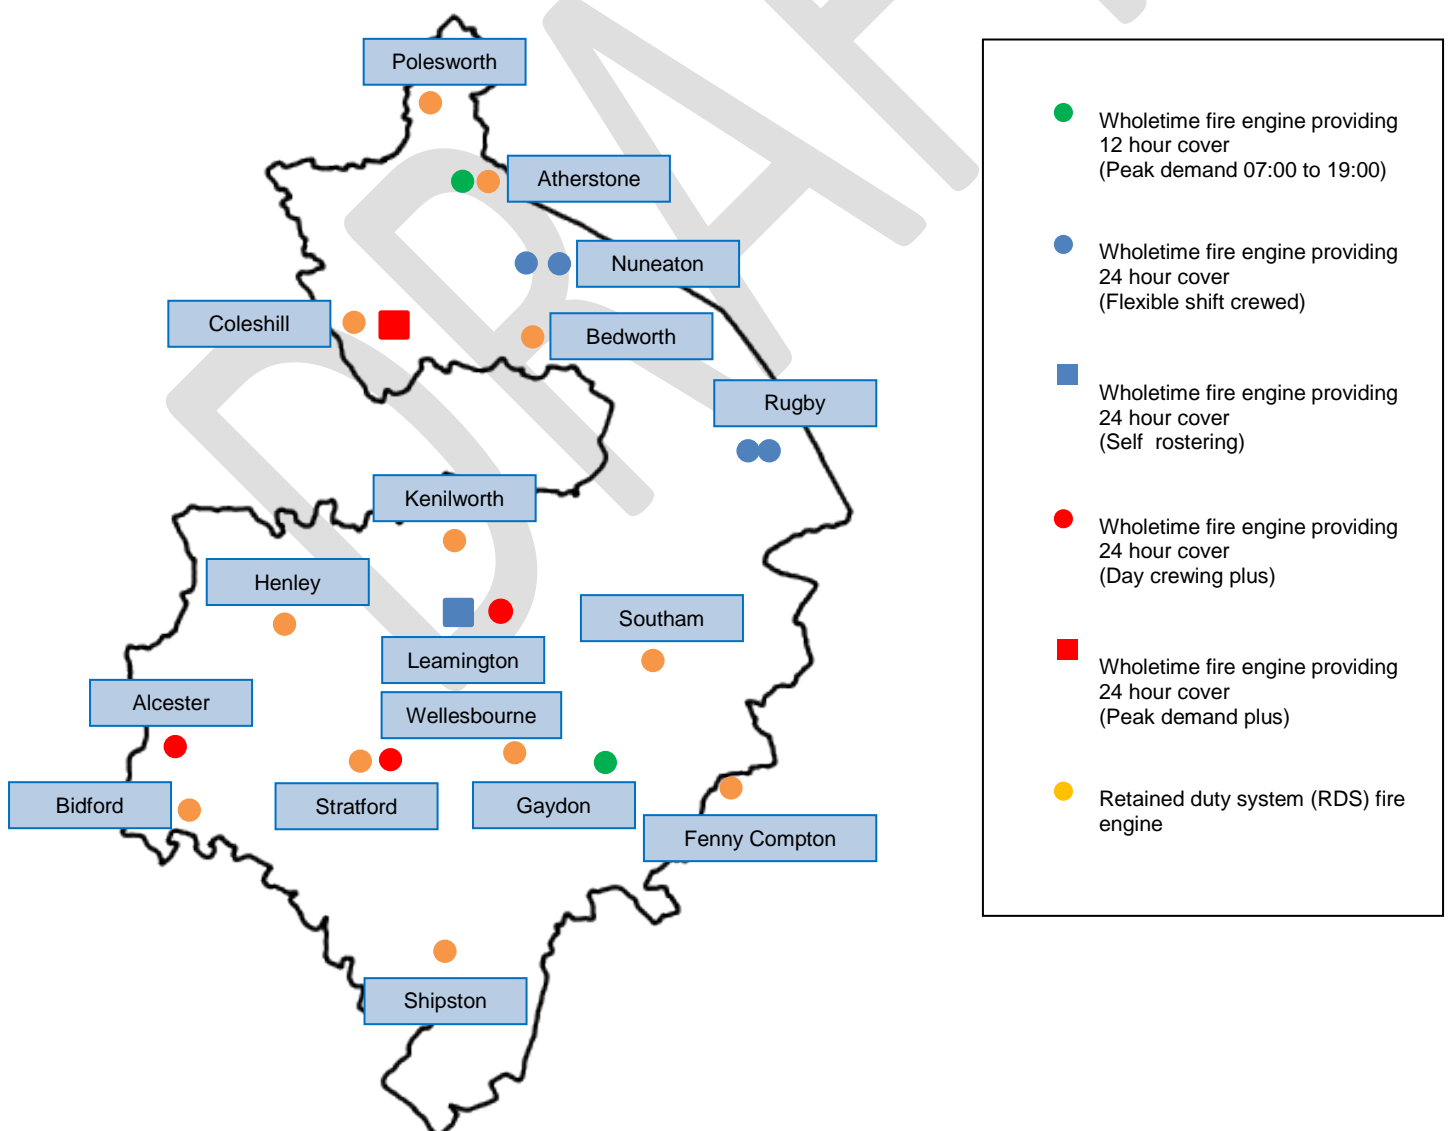 DRAFT
Polesworth
Atherstone
Nuneaton
Coleshill
Bedworth
Rugby
Kenilworth
Henley
Southam
Leamington
Alcester
Wellesbourne
Bidford
Stratford
Gaydon
Fenny Compton
Shipston
Wholetime fire engine providing
12 hour cover
(Peak demand 07:00 to 19:00)
Wholetime fire engine providing
24 hour cover
(Flexible shift crewed)
Wholetime fire engine providing
24 hour cover
(Self rostering)
Wholetime fire engine providing
24 hour cover
(Day crewing plus)
Wholetime fire engine providing
24 hour cover
(Peak demand plus)
Retained duty system (RDS) fire
engine